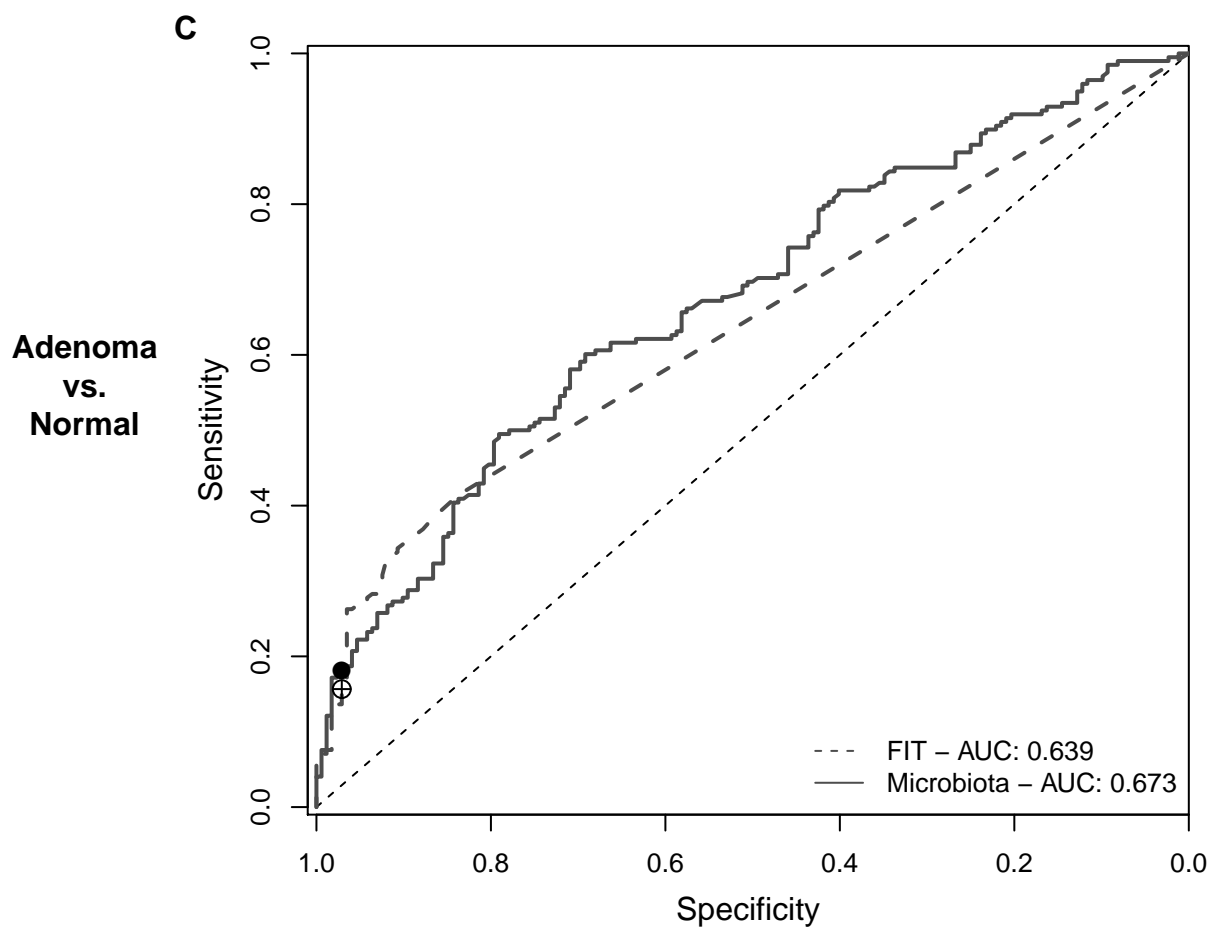 C
Adenoma
vs.
Normal
Sensitivity
1.0
0.8
0.6
0.4
0.2
0.0
FIT – AUC: 0.639
Microbiota – AUC: 0.673
1.0 0.8 0.6 0.4 0.2 0.0
Specificity